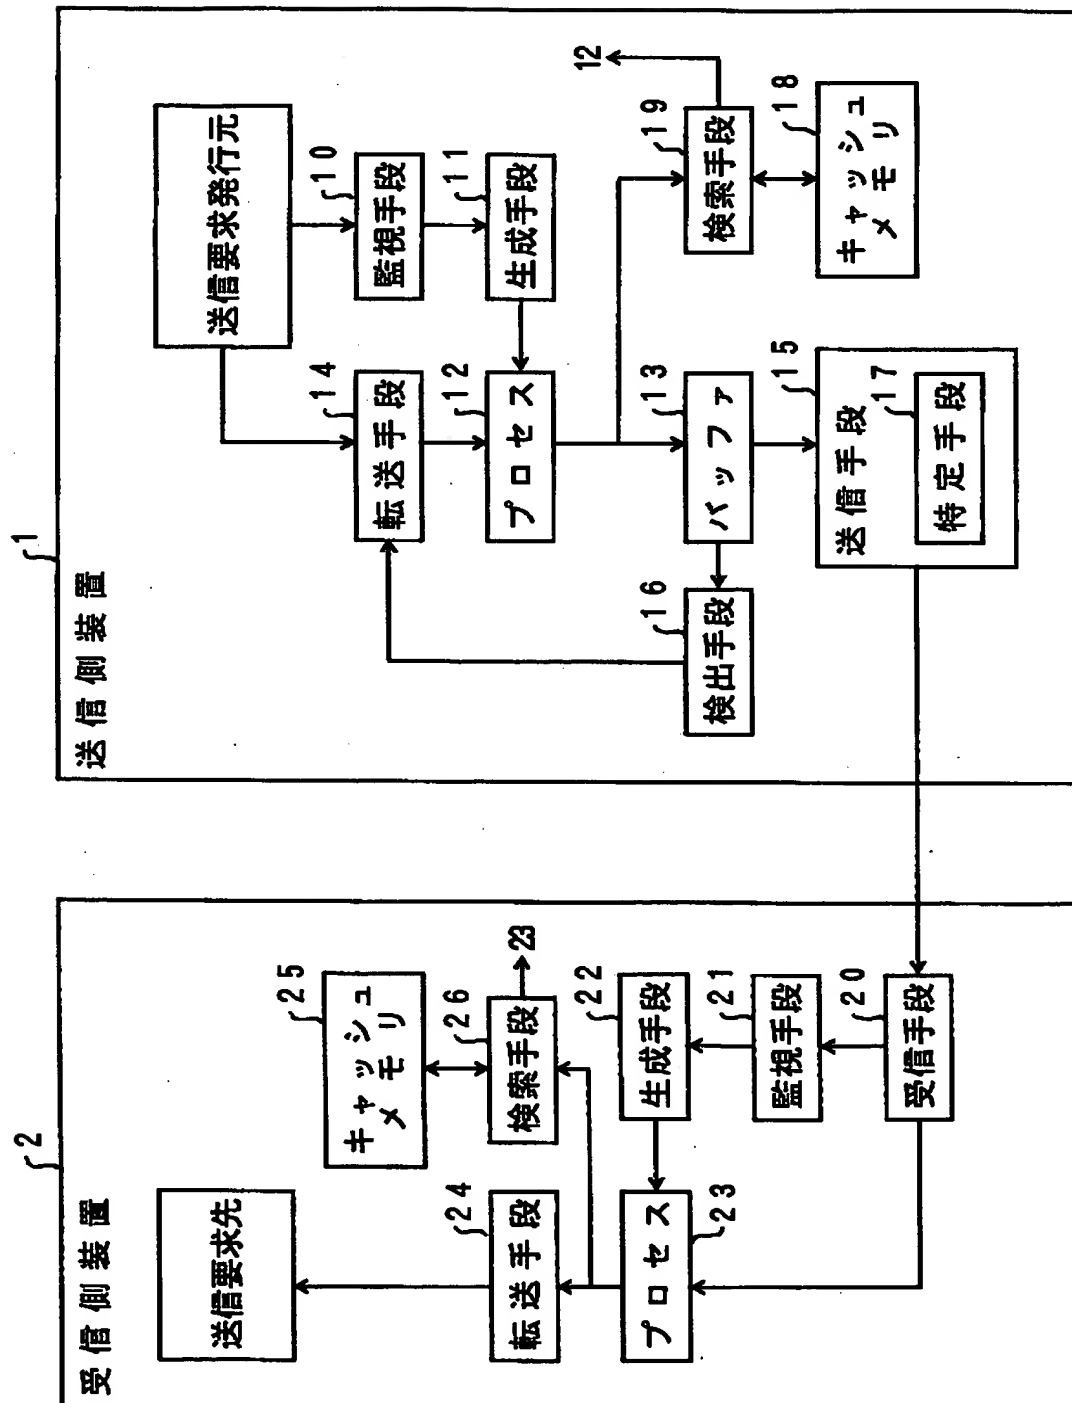 1
送信側装置
送信要求発行元
10
監視手段
11
生成手段
14
転送手段
12
プロセス
13
バッファ
16
検出手段
15
送信手段
17
特定手段
12
19
検索手段
18
キャッシュ
メモリ
2
受信側装置
送信要求先
25
キャッシュ
メモリ
26
検索手段
23
24
転送手段
22
生成手段
21
監視手段
20
受信手段
プロセス
23